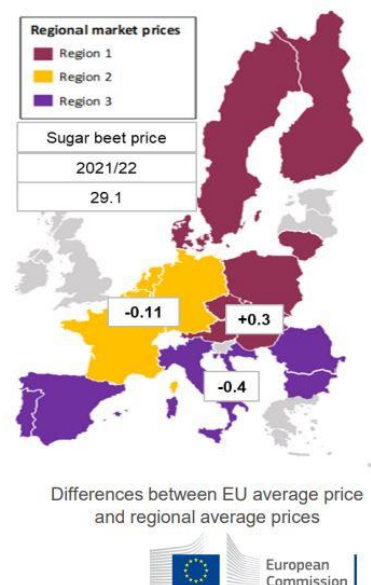 Regional market prices
Region 1
Region 2
Region 3
Sugar beet price
2021/22
29.1
-0.11
+0.3
-0.4
Differences between EU average price
and regional average prices
European
Commission